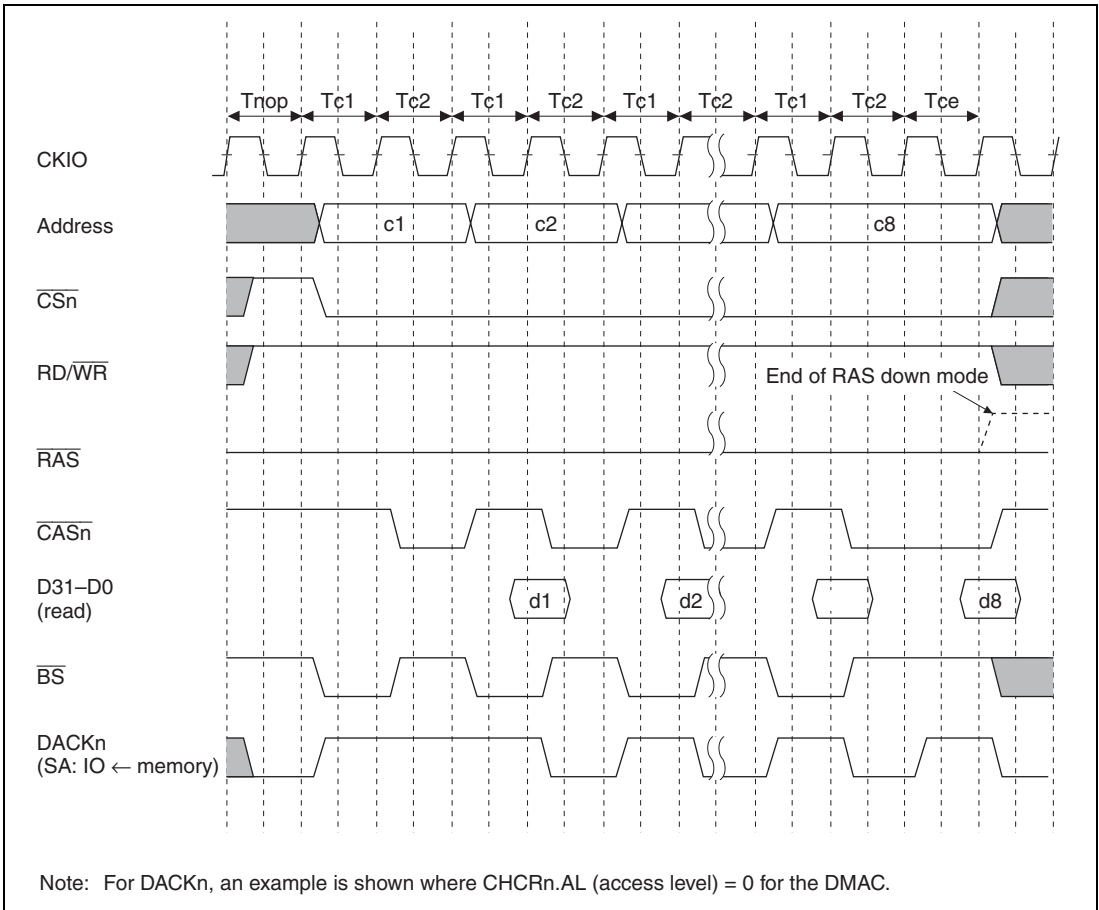 Tnop Tc1 Tc2 Tc1 Tc2 Tc1 Tc2 Tc1 Tc2 Tce
CKIO
Address c1 c2 c8
CSn
RD/WR
End of RAS down mode
RAS
CASn
D31–D0
(read) d1 d2 d8
BS
DACKn
(SA: IO ← memory)
Note: For DACKn, an example is shown where CHCRn.AL (access level) = 0 for the DMAC.